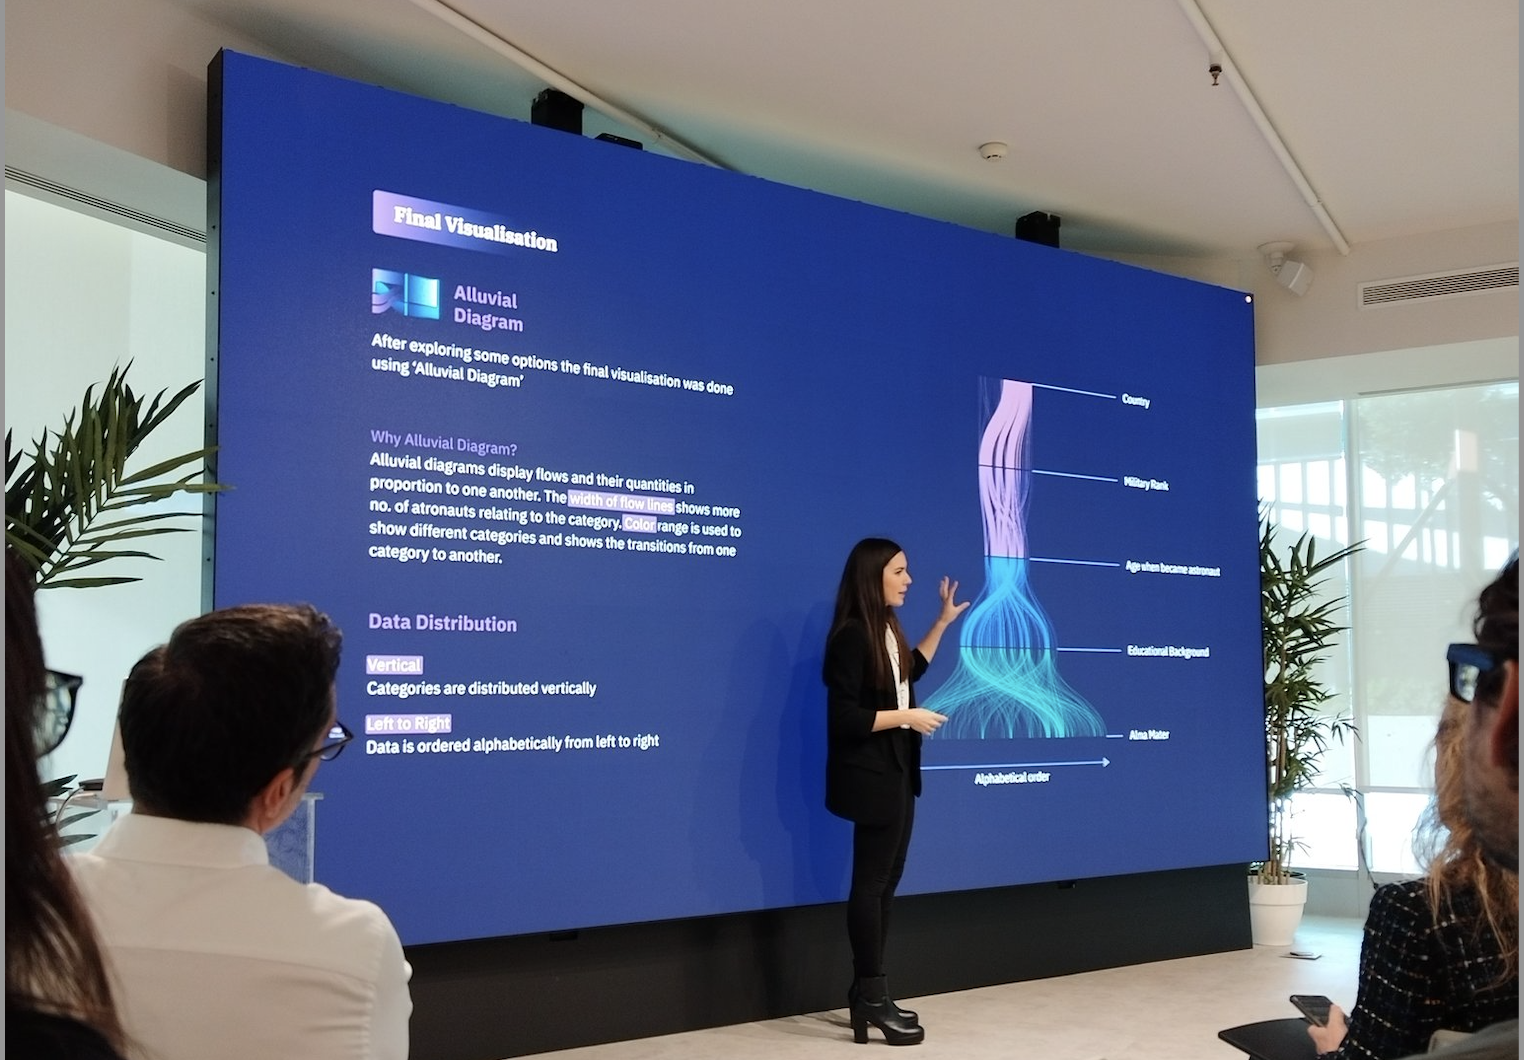 Final Visualisation
Alluvial
Diagram
After exploring some options the final visualisation was done
using ‘Alluvial Diagram’
Why Alluvial Diagram?
Alluvial diagrams display flows and their quantities in
proportion to one another. The width of flow lines shows more
no. of atronauts relating to the category. Color range is used to
show different categories and shows the transitions from one
category to another.
Data Distribution
Vertical
Categories are distributed vertically
Left to Right
Data is ordered alphabetically from left to right
Country
Military Rank
Age when became astronaut
Educational Background
Alma Mater
Alphabetical order